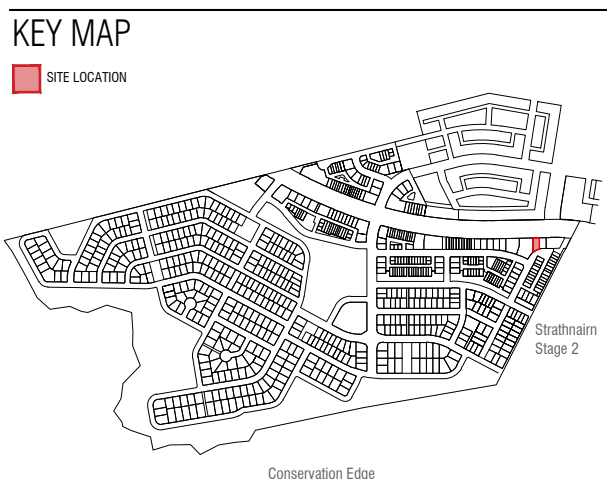 KEY MAP
SITE LOCATION
Strathnairn
Stage 2
Conservation Edge